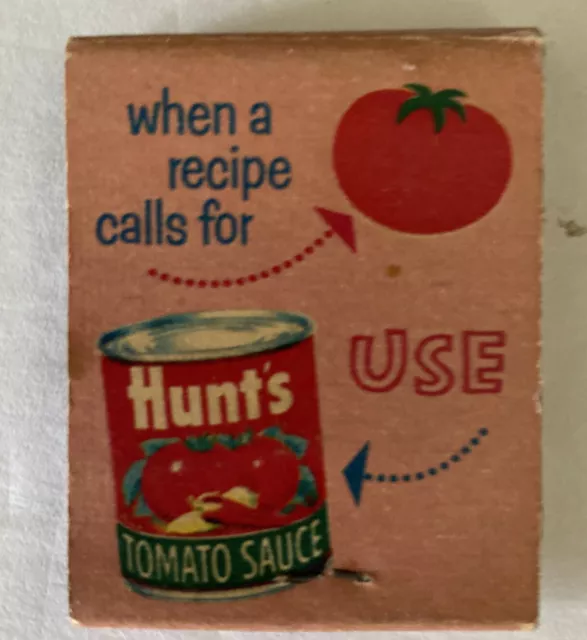 when a
recipe
calls for
USE
Hunt's
TOMATO SAUCE